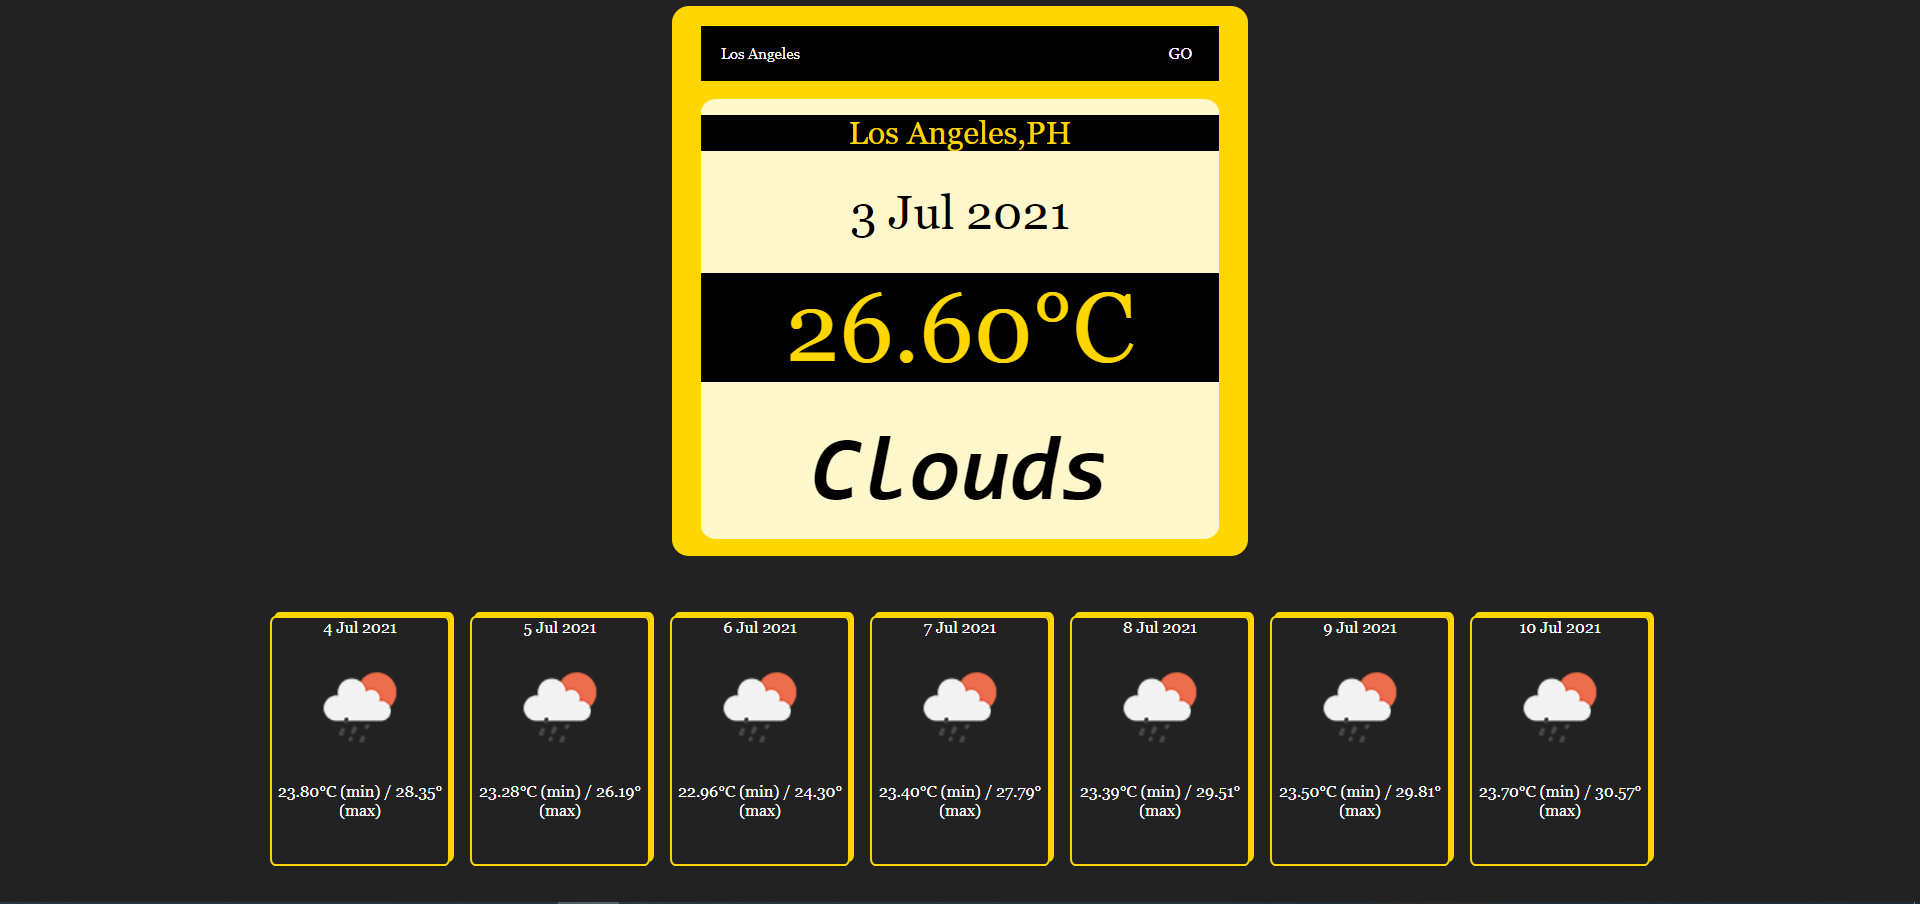 Los Angeles
GO
Los Angeles,PH
3 Jul 2021
26.60°C
Clouds
4 Jul 2021
23.80°C (min) / 28.35°
(max)
5 Jul 2021
23.28°C (min) / 26.19°
(max)
6 Jul 2021
22.96°C (min) / 24.30°
(max)
7 Jul 2021
23.40°C (min) / 27.79°
(max)
8 Jul 2021
23.39°C (min) / 29.51°
(max)
9 Jul 2021
23.50°C (min) / 29.81°
(max)
10 Jul 2021
23.70°C (min) / 30.57°
(max)